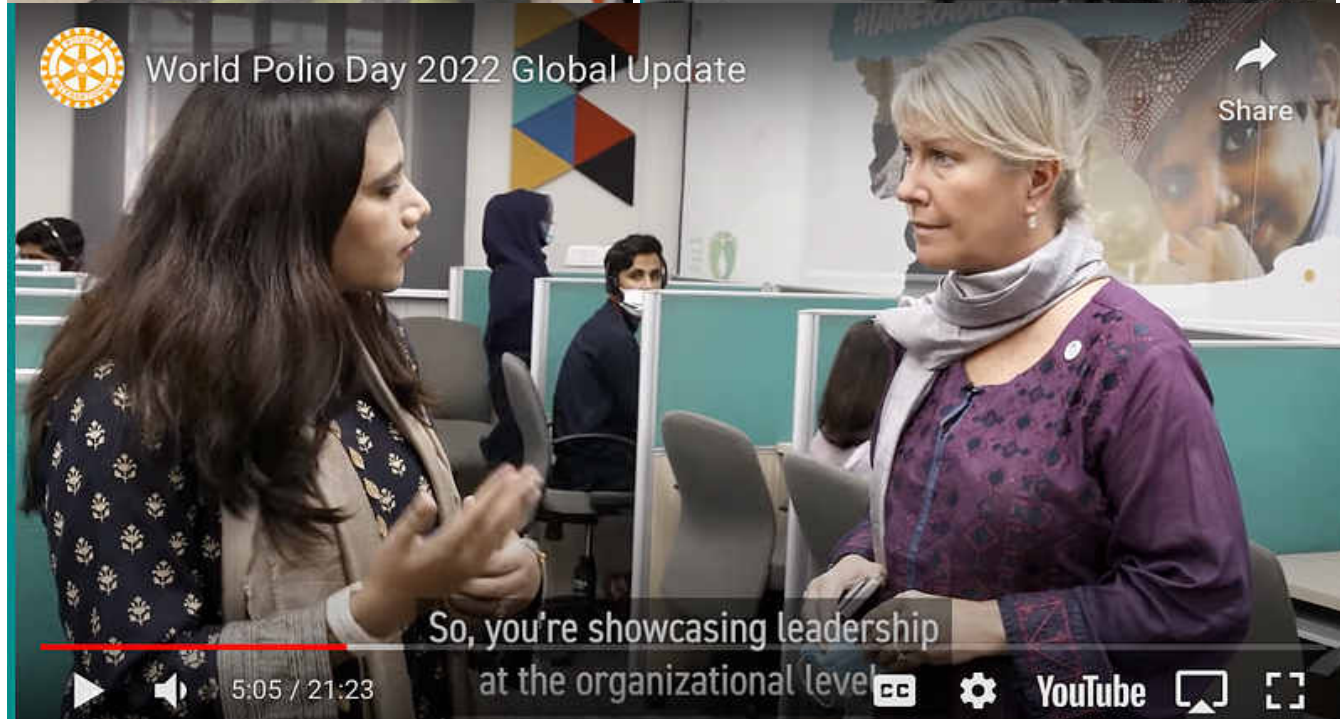 World Polio Day 2022 Global Update
Share
So, you're showcasing leadership
at the organizational level
5:05 / 21:23
CC
YouTube